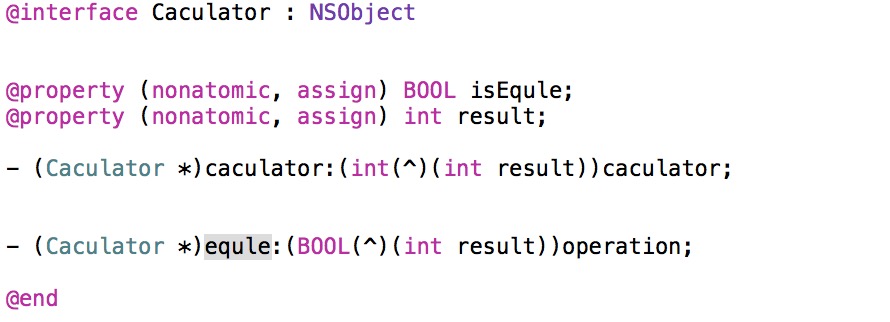 @interface Caculator : NSObject
@property (nonatomic, assign) BOOL isEqule;
@property (nonatomic, assign) int result;
- (Caculator *)caculator:(int(^)(int result))caculator;
- (Caculator *)equle:(BOOL(^)(int result))operation;
@end